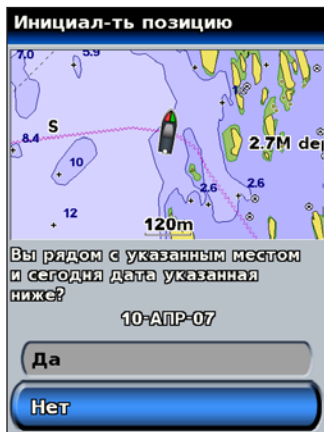 Инициал-ть позицию
7.0
5.9
1
S
8.4
2.7M dep
10
2.6
2.6
12
120m
Вы рядом с указанным местом
и сегодня дата указанная
ниже?
10-АПР-07
Да
Нет